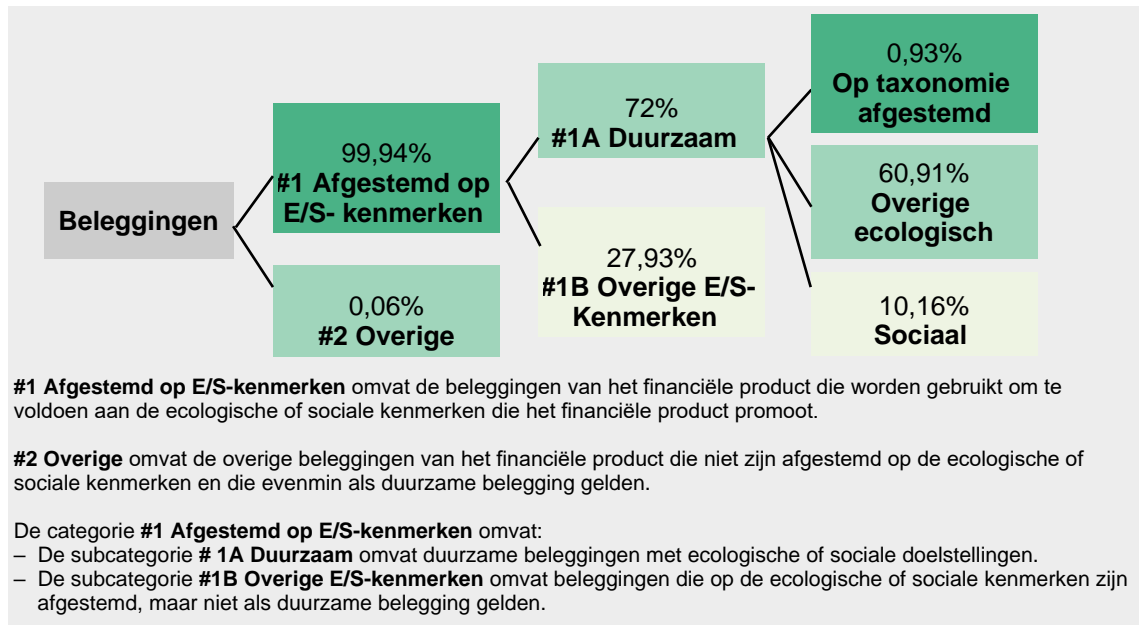 Beleggingen
99,94%
#1 Afgestemd op
E/S- kenmerken
0,06%
#2 Overige
72%
#1A Duurzaam
27,93%
#1B Overige E/S-
Kenmerken
0,93%
Op taxonomie
afgestemd
60,91%
Overige
ecologisch
10,16%
Sociaal
#1 Afgestemd op E/S-kenmerken omvat de beleggingen van het financiële product die worden gebruikt om te
voldoen aan de ecologische of sociale kenmerken die het financiële product promoot.
#2 Overige omvat de overige beleggingen van het financiële product die niet zijn afgestemd op de ecologische of
sociale kenmerken en die evenmin als duurzame belegging gelden.
De categorie #1 Afgestemd op E/S-kenmerken omvat:
– De subcategorie # 1A Duurzaam omvat duurzame beleggingen met ecologische of sociale doelstellingen.
– De subcategorie #1B Overige E/S-kenmerken omvat beleggingen die op de ecologische of sociale kenmerken zijn
afgestemd, maar niet als duurzame belegging gelden.